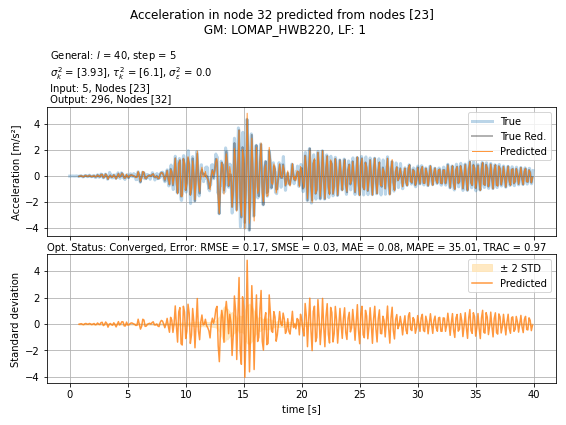 Acceleration in node 32 predicted from nodes [23]
GM: LOMAP_HWB220, LF: 1
General: l = 40, step = 5
σ²ₖ = [3.93], τ²ₖ = [6.1], σ²ₑ = 0.0
Input: 5, Nodes [23]
Output: 296, Nodes [32]
Acceleration [m/s²]
4
2
0
−2
−4
True
True Red.
Predicted
Opt. Status: Converged, Error: RMSE = 0.17, SMSE = 0.03, MAE = 0.08, MAPE = 35.01, TRAC = 0.97
Standard deviation
4
2
0
−2
−4
± 2 STD
Predicted
0 5 10 15 20 25 30 35 40
time [s]